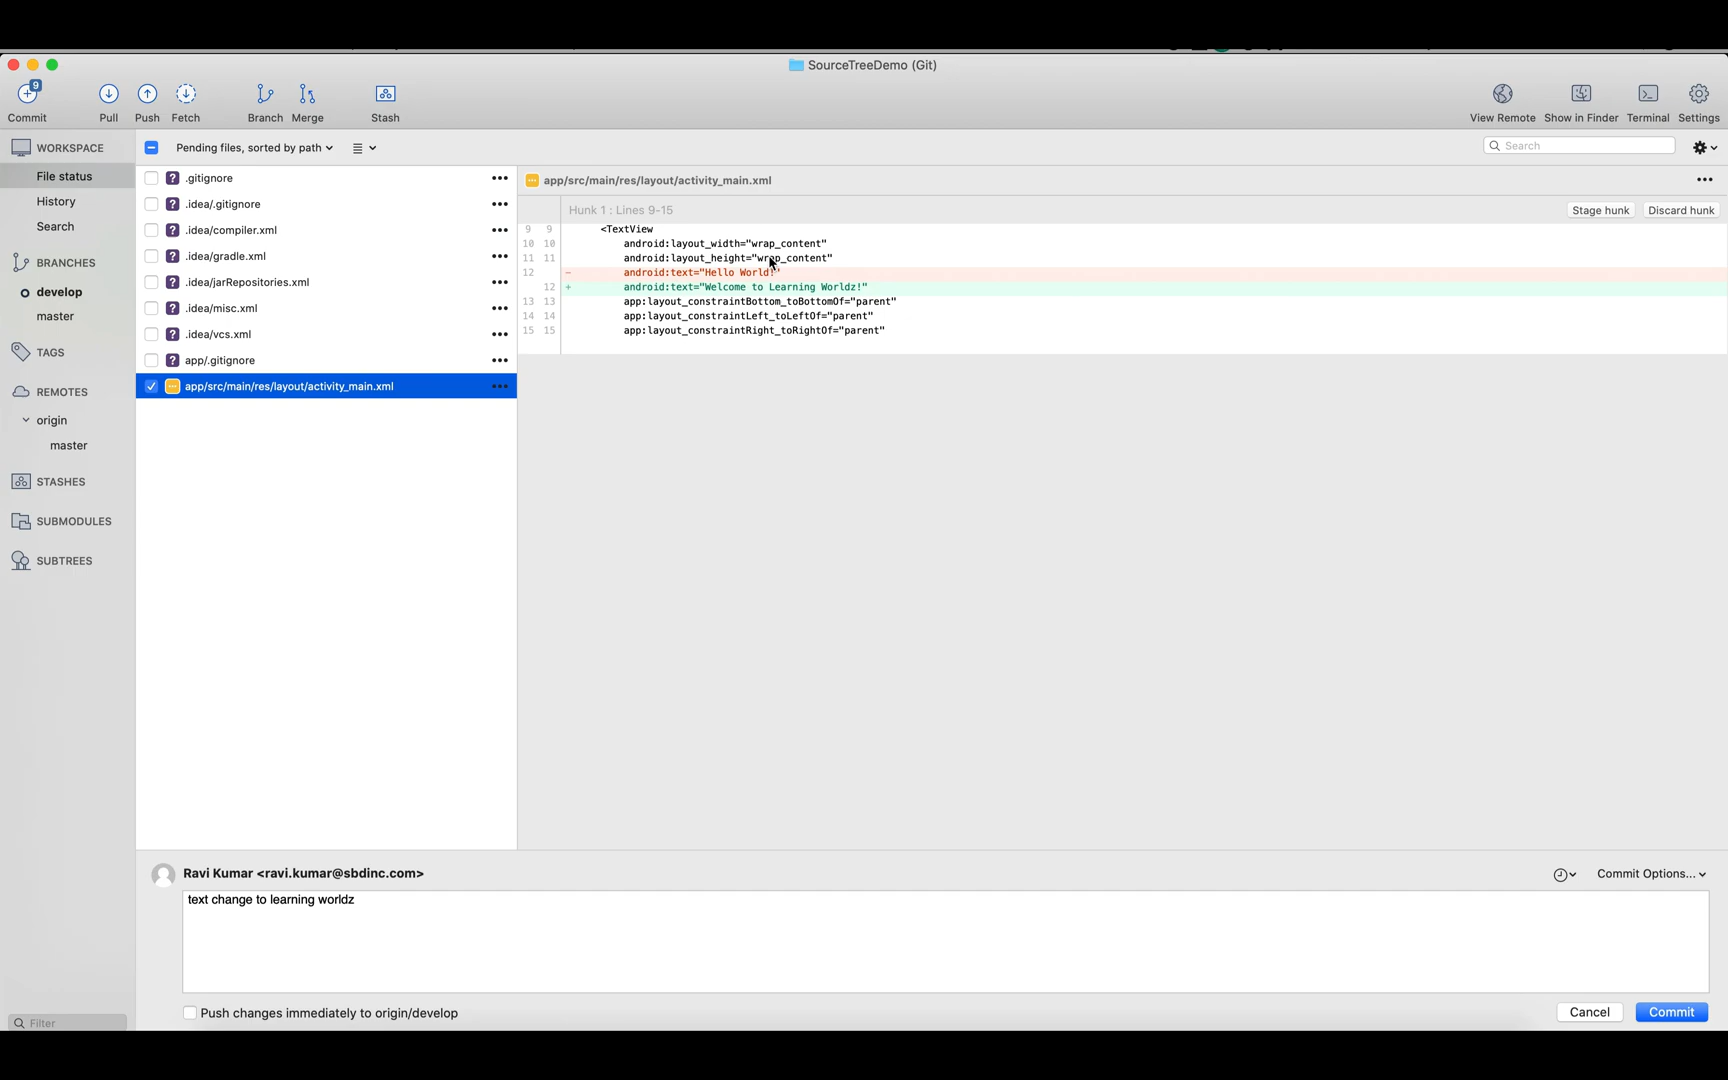 SourceTreeDemo (Git)
9
Commit Pull Push Fetch Branch Merge Stash View Remote Show in Finder Terminal Settings
WORKSPACE
File status
History
Search
BRANCHES
develop
master
TAGS
REMOTES
origin
master
STASHES
SUBMODULES
SUBTREES
Filter
Pending files, sorted by path
Search
? .gitignore •••
? .idea/.gitignore •••
? .idea/compiler.xml •••
? .idea/gradle.xml •••
? .idea/jarRepositories.xml •••
? .idea/misc.xml •••
? .idea/vcs.xml •••
? app/.gitignore •••
app/src/main/res/layout/activity_main.xml •••
app/src/main/res/layout/activity_main.xml •••
Hunk 1 : Lines 9-15 Stage hunk Discard hunk
9 9 <TextView
10 10 android:layout_width="wrap_content"
11 11 android:layout_height="wrap_content"
12 - android:text="Hello World!"
12 + android:text="Welcome to Learning Worldz!"
13 13 app:layout_constraintBottom_toBottomOf="parent"
14 14 app:layout_constraintLeft_toLeftOf="parent"
15 15 app:layout_constraintRight_toRightOf="parent"
Ravi Kumar <ravi.kumar@sbdinc.com> Commit Options...
text change to learning worldz
Push changes immediately to origin/develop Cancel Commit